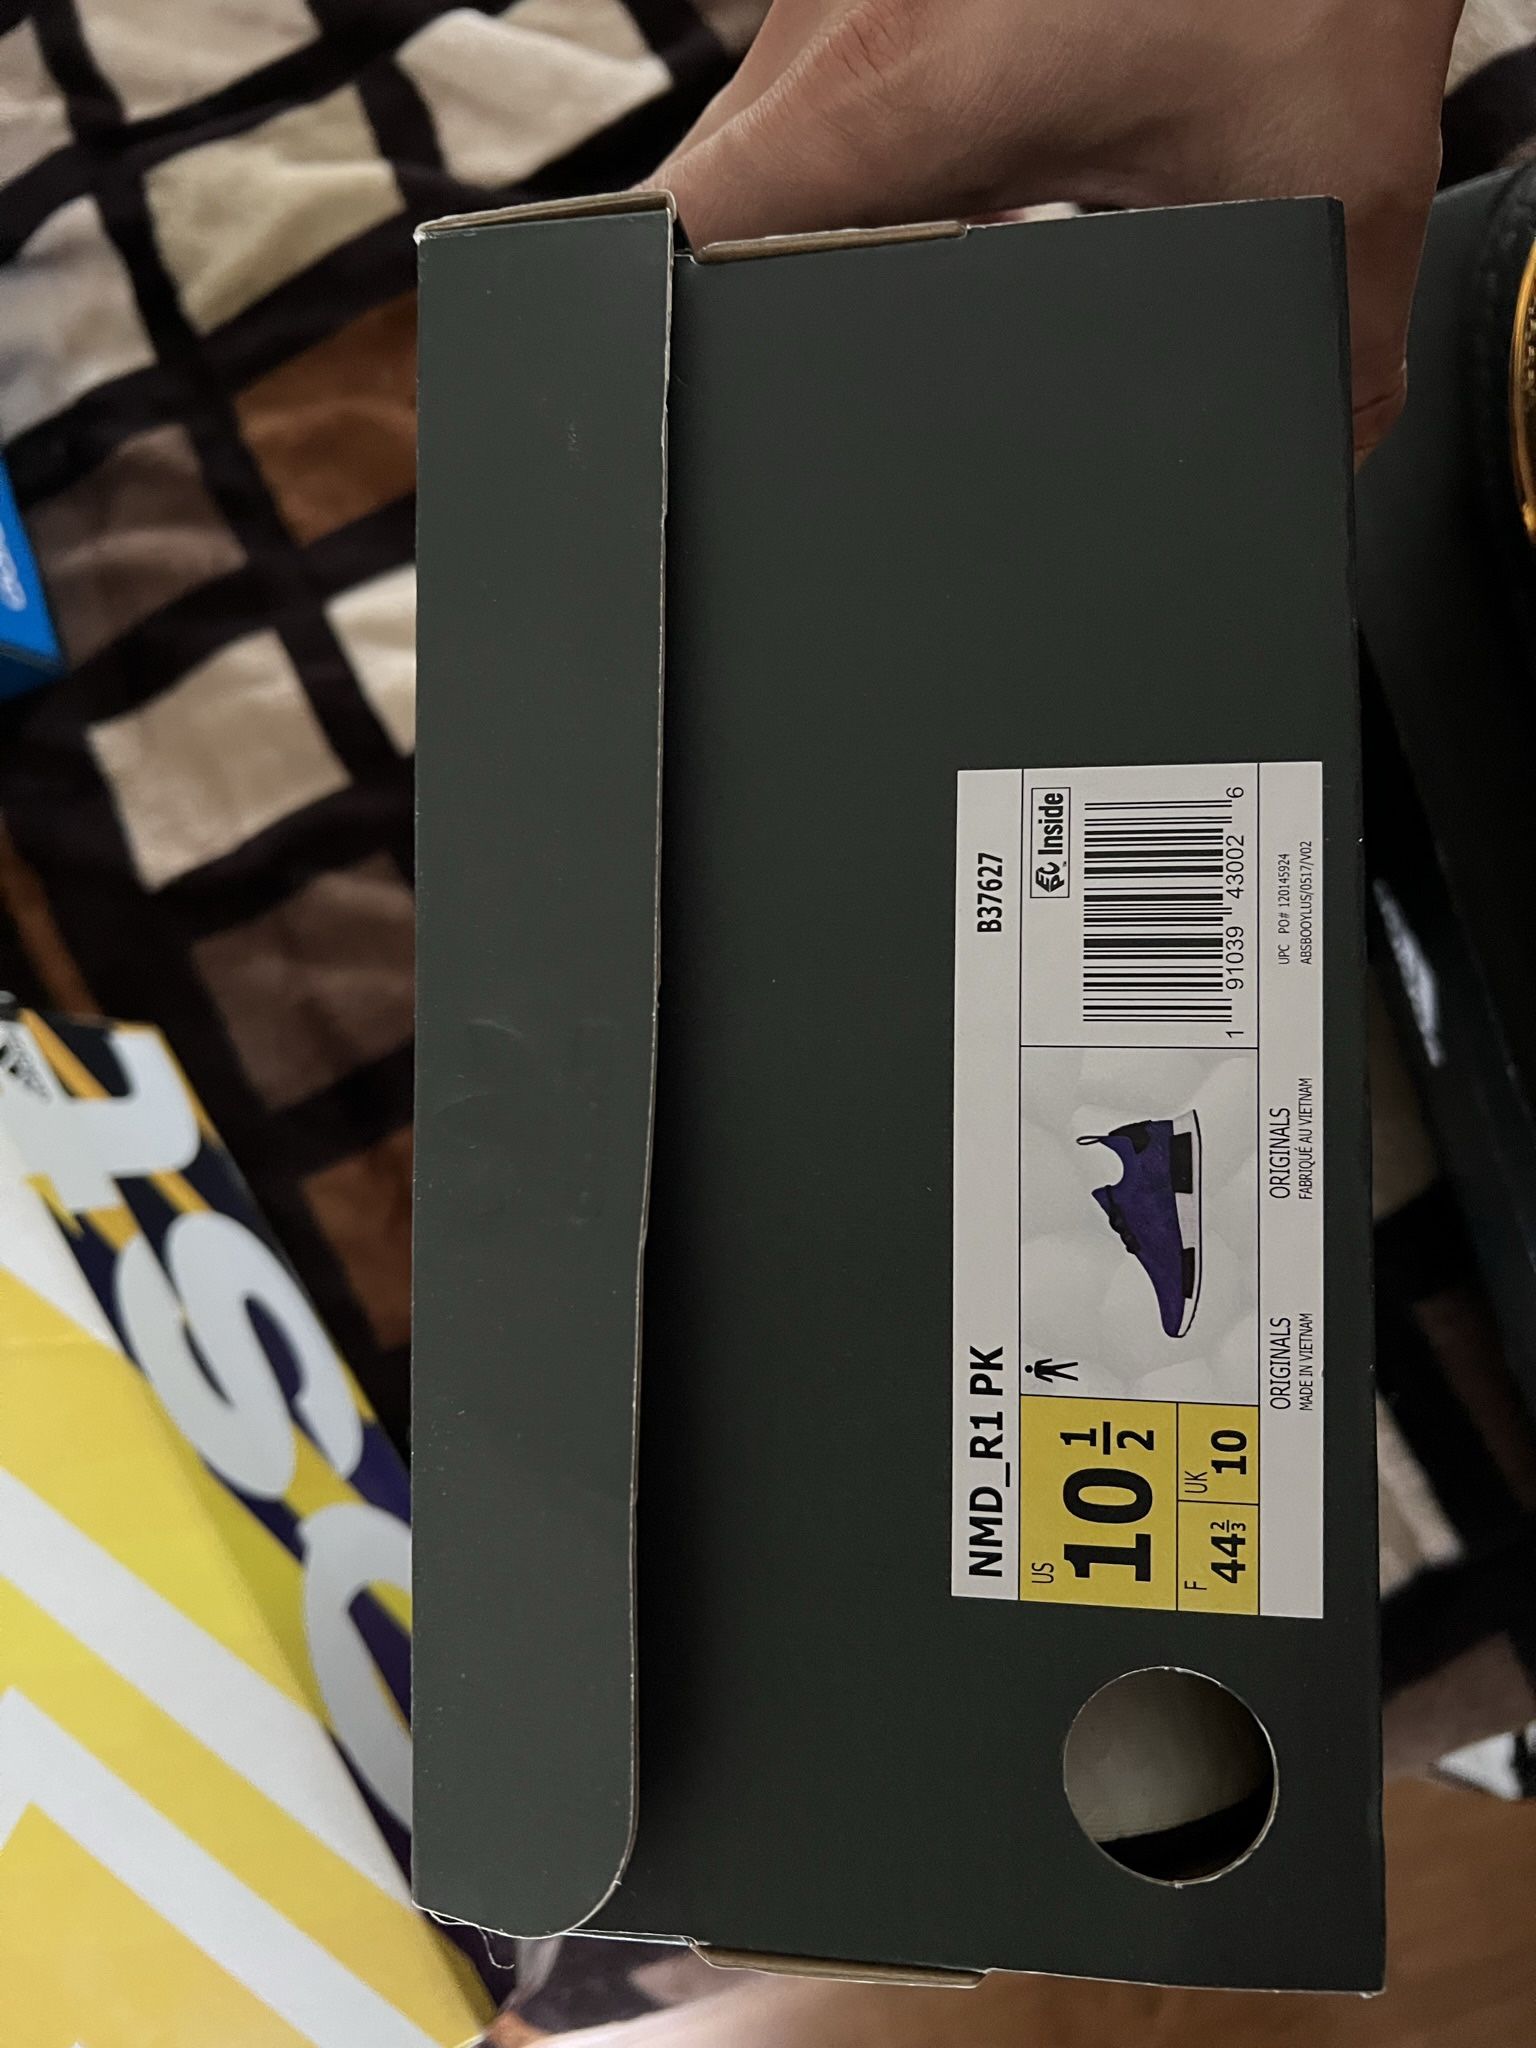 NMD_R1 PK
B37627
US
10 1/2
F
44 2/3
UK
10
EPC Inside
1 91039 43002 6
ORIGINALS
MADE IN VIETNAM
ORIGINALS
FABRIQUÉ AU VIETNAM
UPC PO# 120145924
ABSBOOYLUS/0517/V02